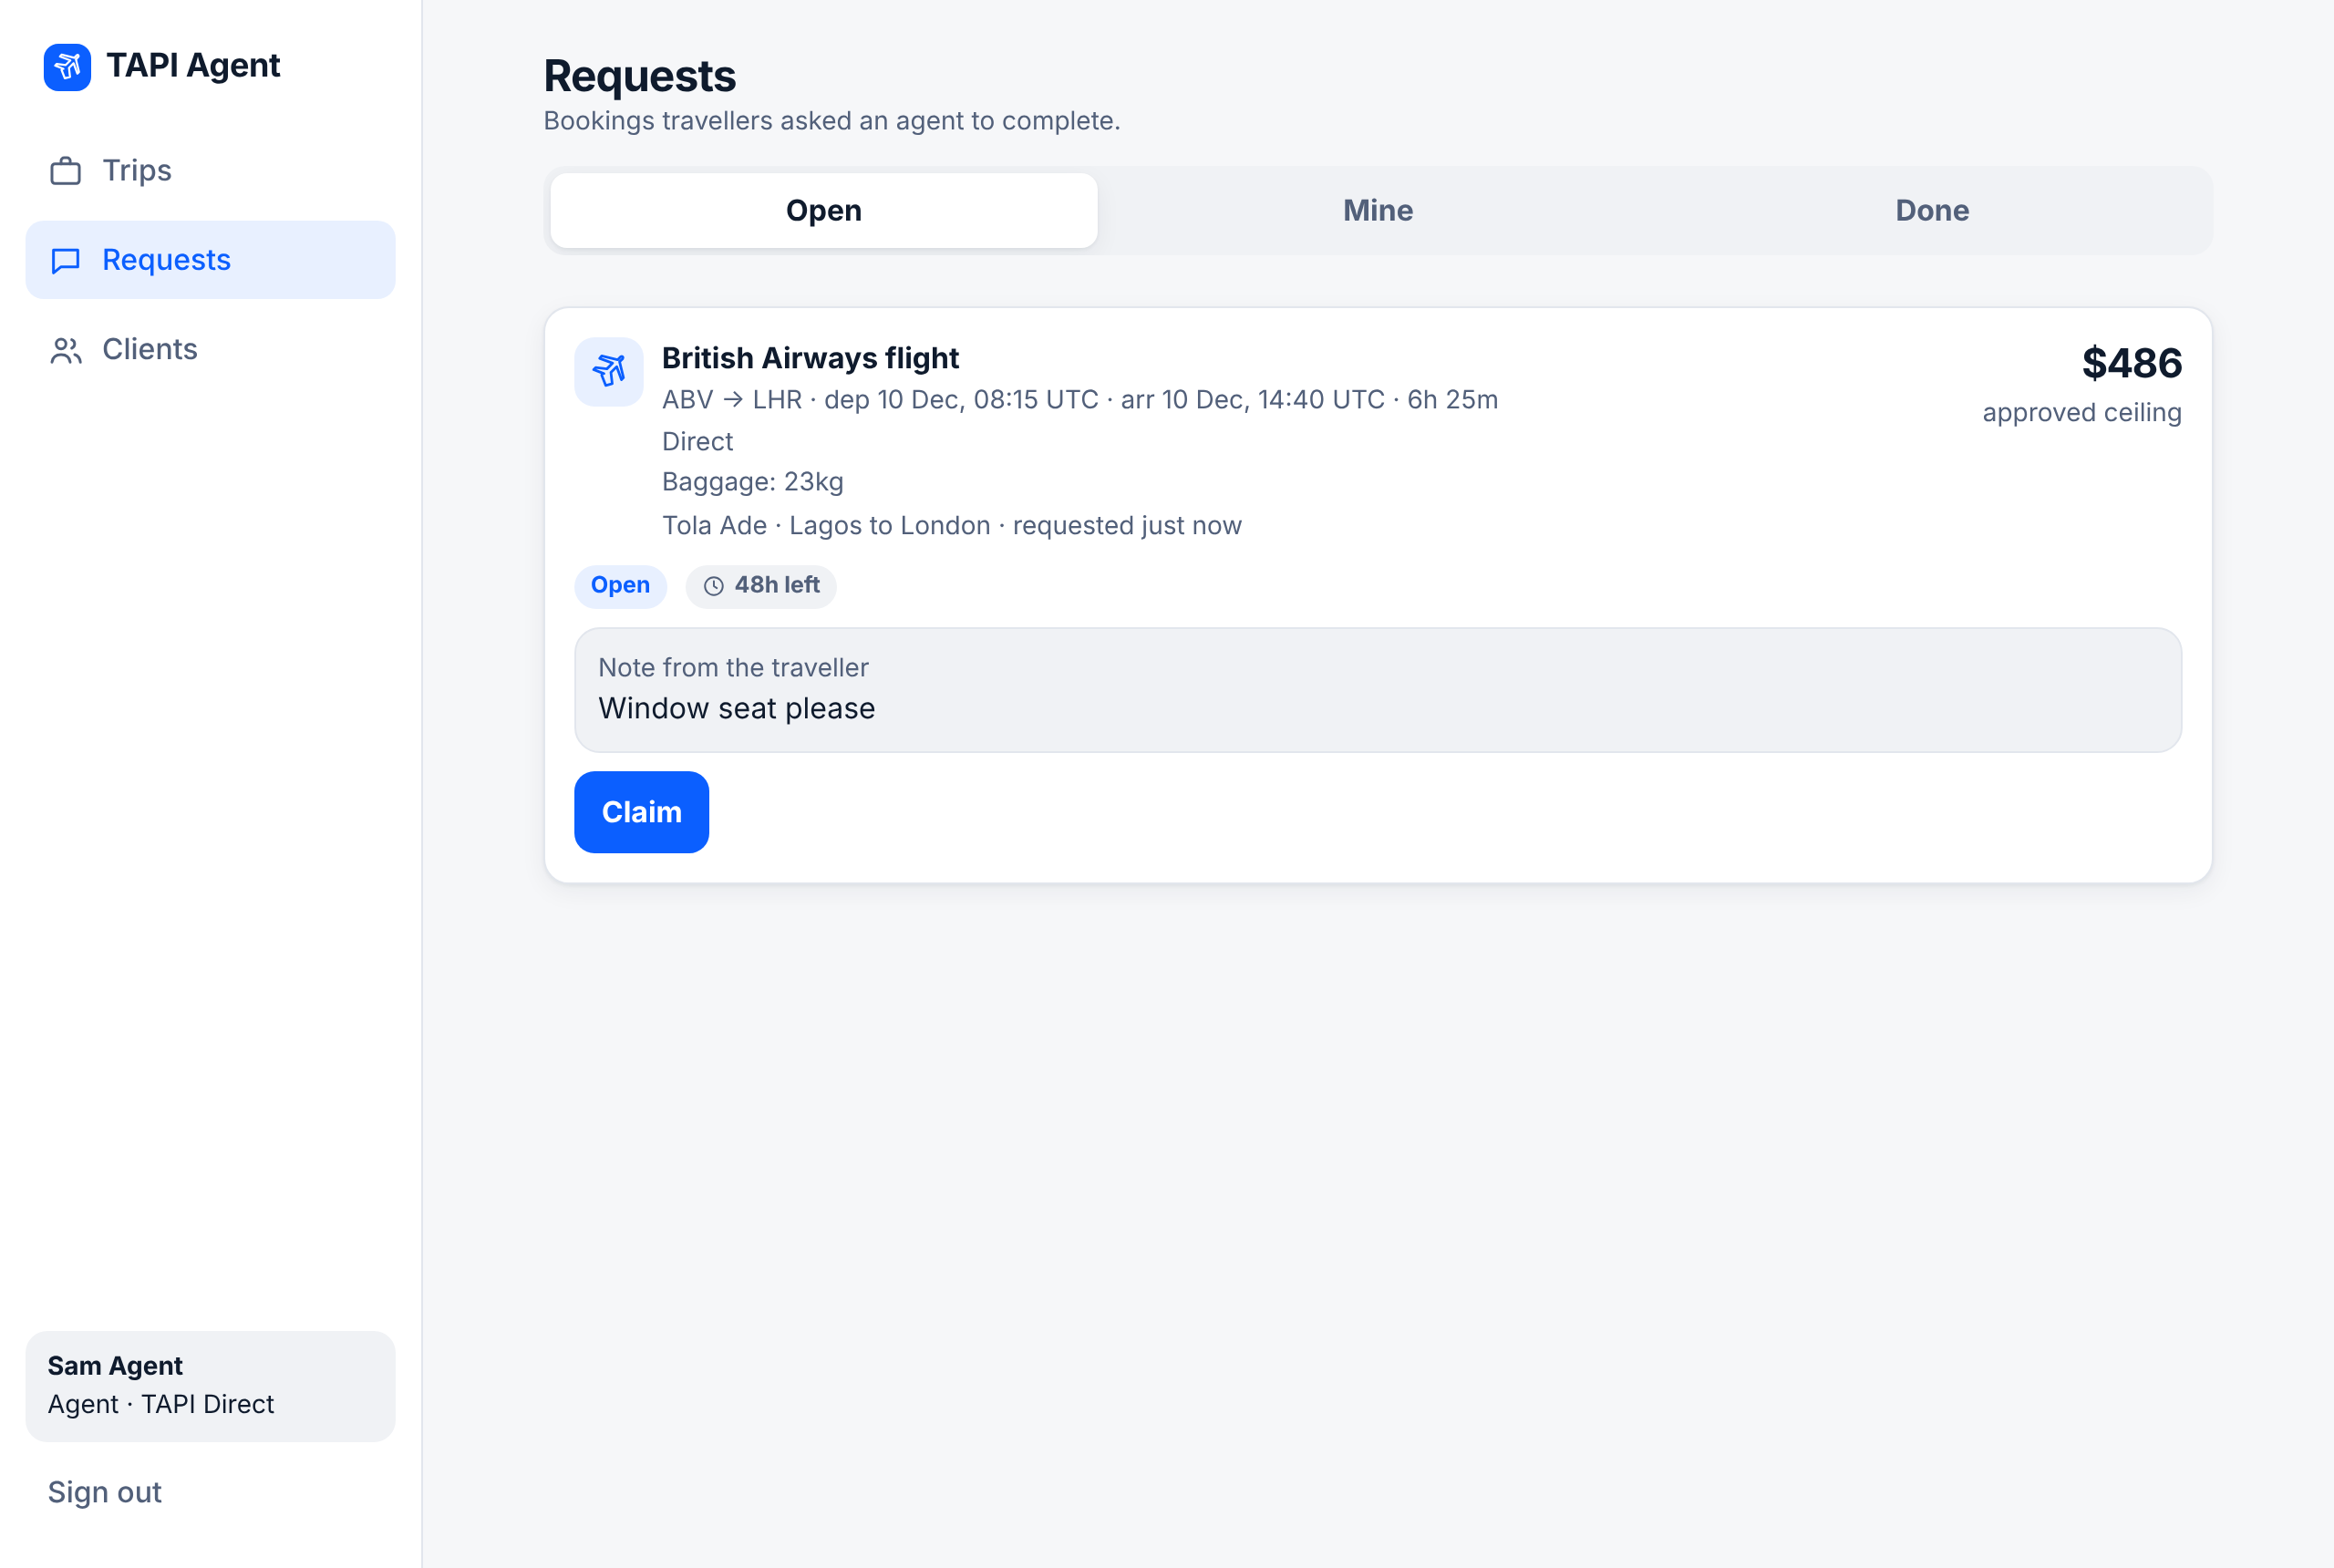 TAPI Agent
Trips
Requests
Clients
Sam Agent
Agent · TAPI Direct
Sign out
Requests
Bookings travellers asked an agent to complete.
Open
Mine
Done
British Airways flight
ABV → LHR · dep 10 Dec, 08:15 UTC · arr 10 Dec, 14:40 UTC · 6h 25m
Direct
Baggage: 23kg
Tola Ade · Lagos to London · requested just now
$486
approved ceiling
Open
48h left
Note from the traveller
Window seat please
Claim